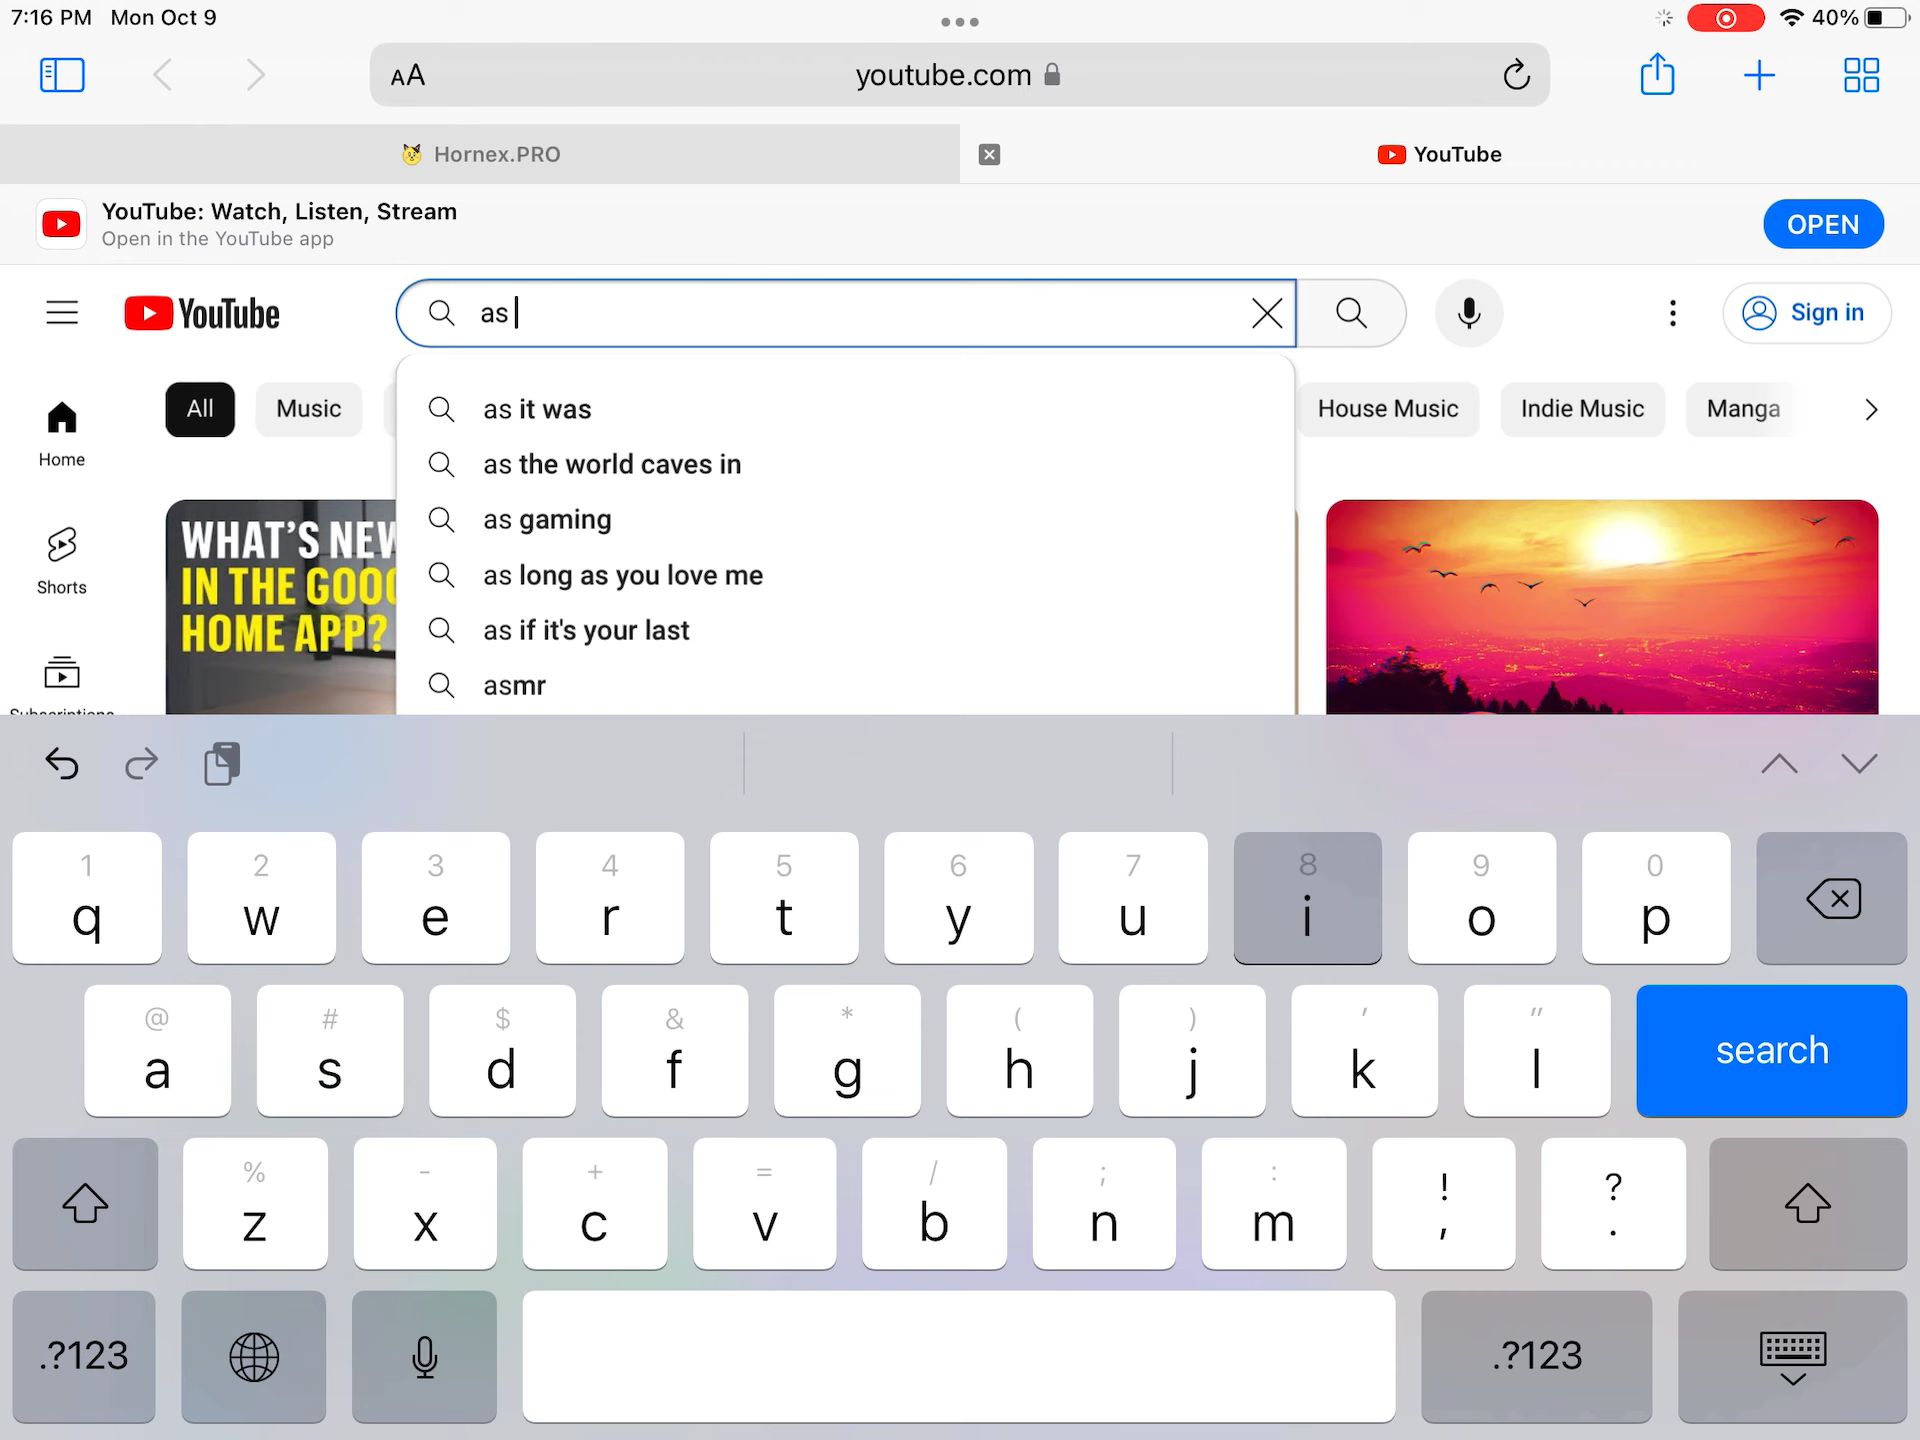 7:16 PM Mon Oct 9
40%
AA
youtube.com
Hornex.PRO
YouTube
YouTube: Watch, Listen, Stream
Open in the YouTube app
OPEN
YouTube
as
Sign in
All
Music
House Music
Indie Music
Manga
as it was
as the world caves in
as gaming
as long as you love me
as if it's your last
asmr
Home
Shorts
Subscriptions
WHAT'S NEW
IN THE GOO
HOME APP?
1 2 3 4 5 6 7 8 9 0
q w e r t y u i o p
@ # $ & * ( ) ' "
a s d f g h j k l search
% - + = / ; : ! ?
z x c v b n m , .
.?123 .?123